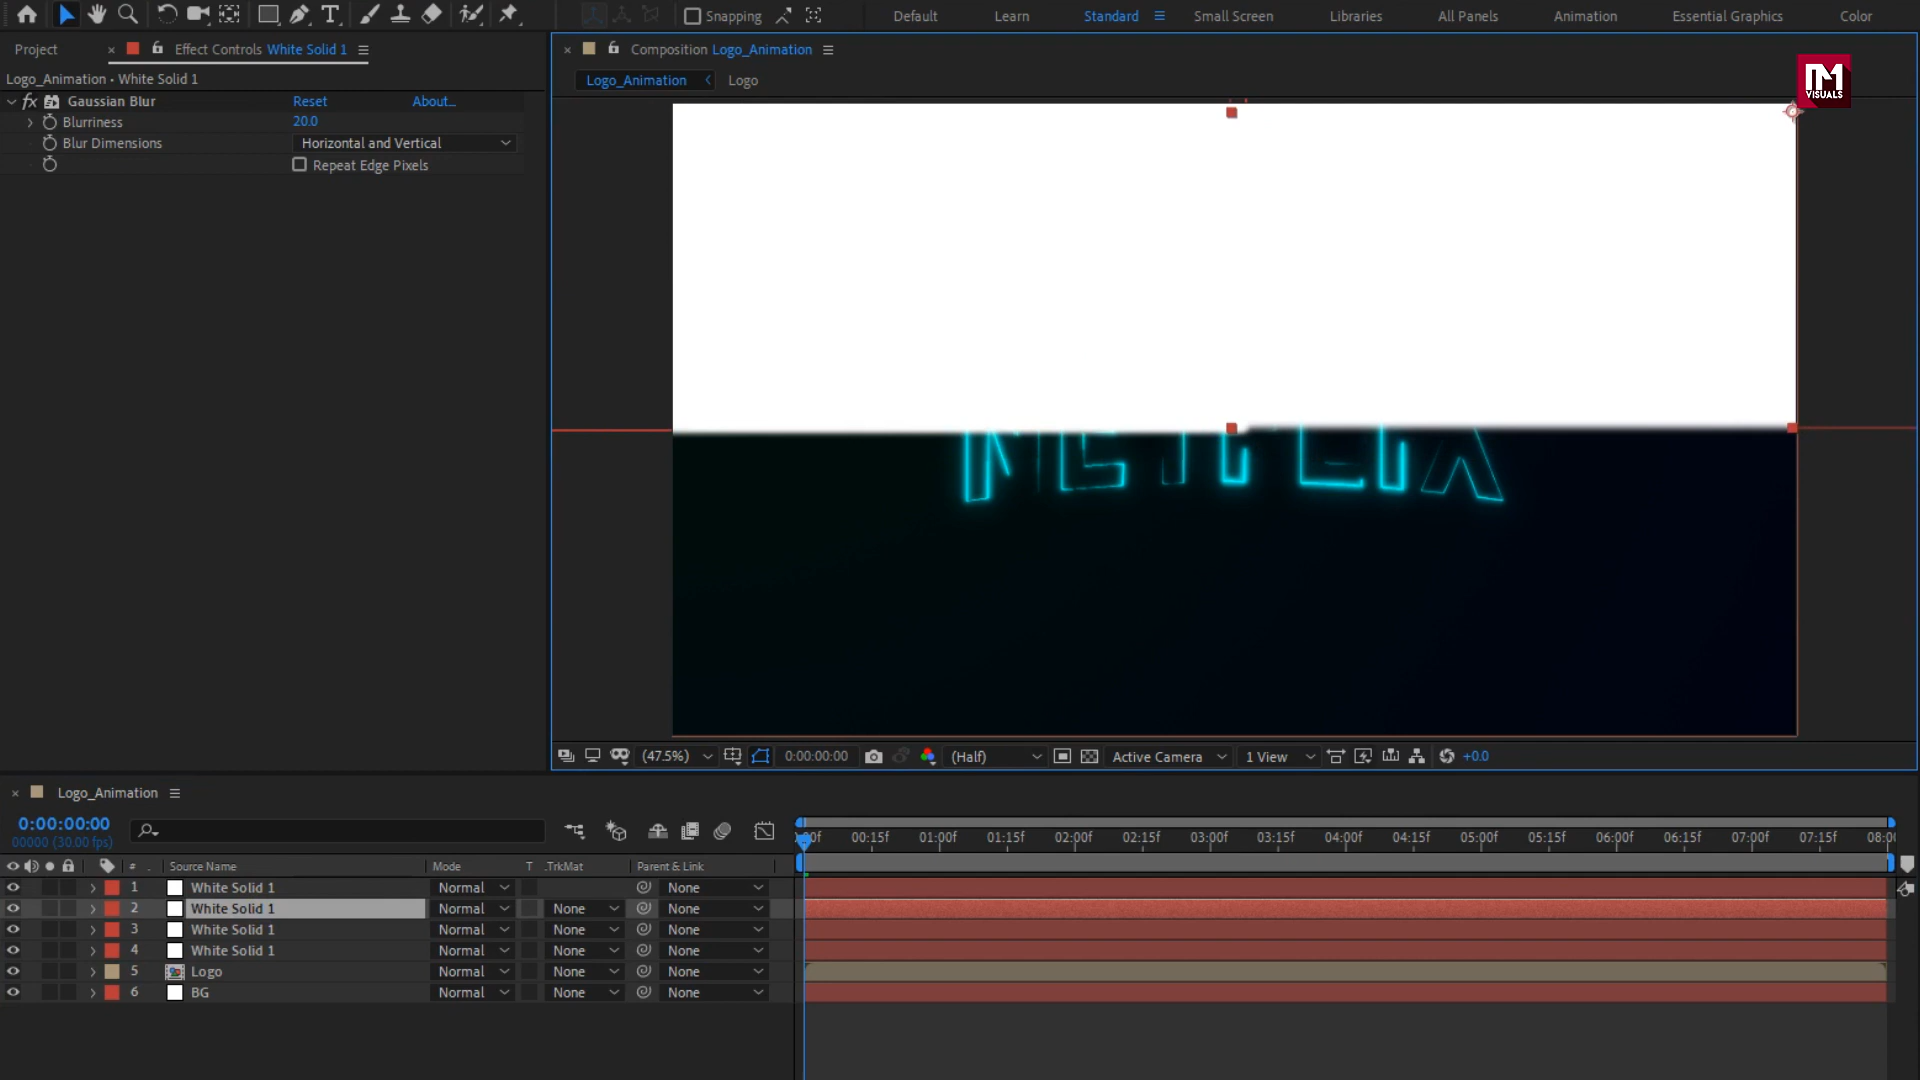 Snapping
Default
Learn
Standard
Small Screen
Libraries
All Panels
Animation
Essential Graphics
Color
Project
Effect Controls White Solid 1
Composition Logo_Animation
Logo_Animation • White Solid 1
Logo_Animation
Logo
M
VISUALS
fx Gaussian Blur Reset About...
Blurriness 20.0
Blur Dimensions Horizontal and Vertical
Repeat Edge Pixels
NETFLIX
(47.5%) 0:00:00:00 (Half) Active Camera 1 View +0.0
Logo_Animation
0:00:00:00
00000 (30.00 fps)
00:15f 01:00f 01:15f 02:00f 02:15f 03:00f 03:15f 04:00f 04:15f 05:00f 05:15f 06:00f 06:15f 07:00f 07:15f
# Source Name Mode T .TrkMat Parent & Link
1 White Solid 1 Normal None
2 White Solid 1 Normal None None
3 White Solid 1 Normal None None
4 White Solid 1 Normal None None
5 Logo Normal None None
6 BG Normal None None